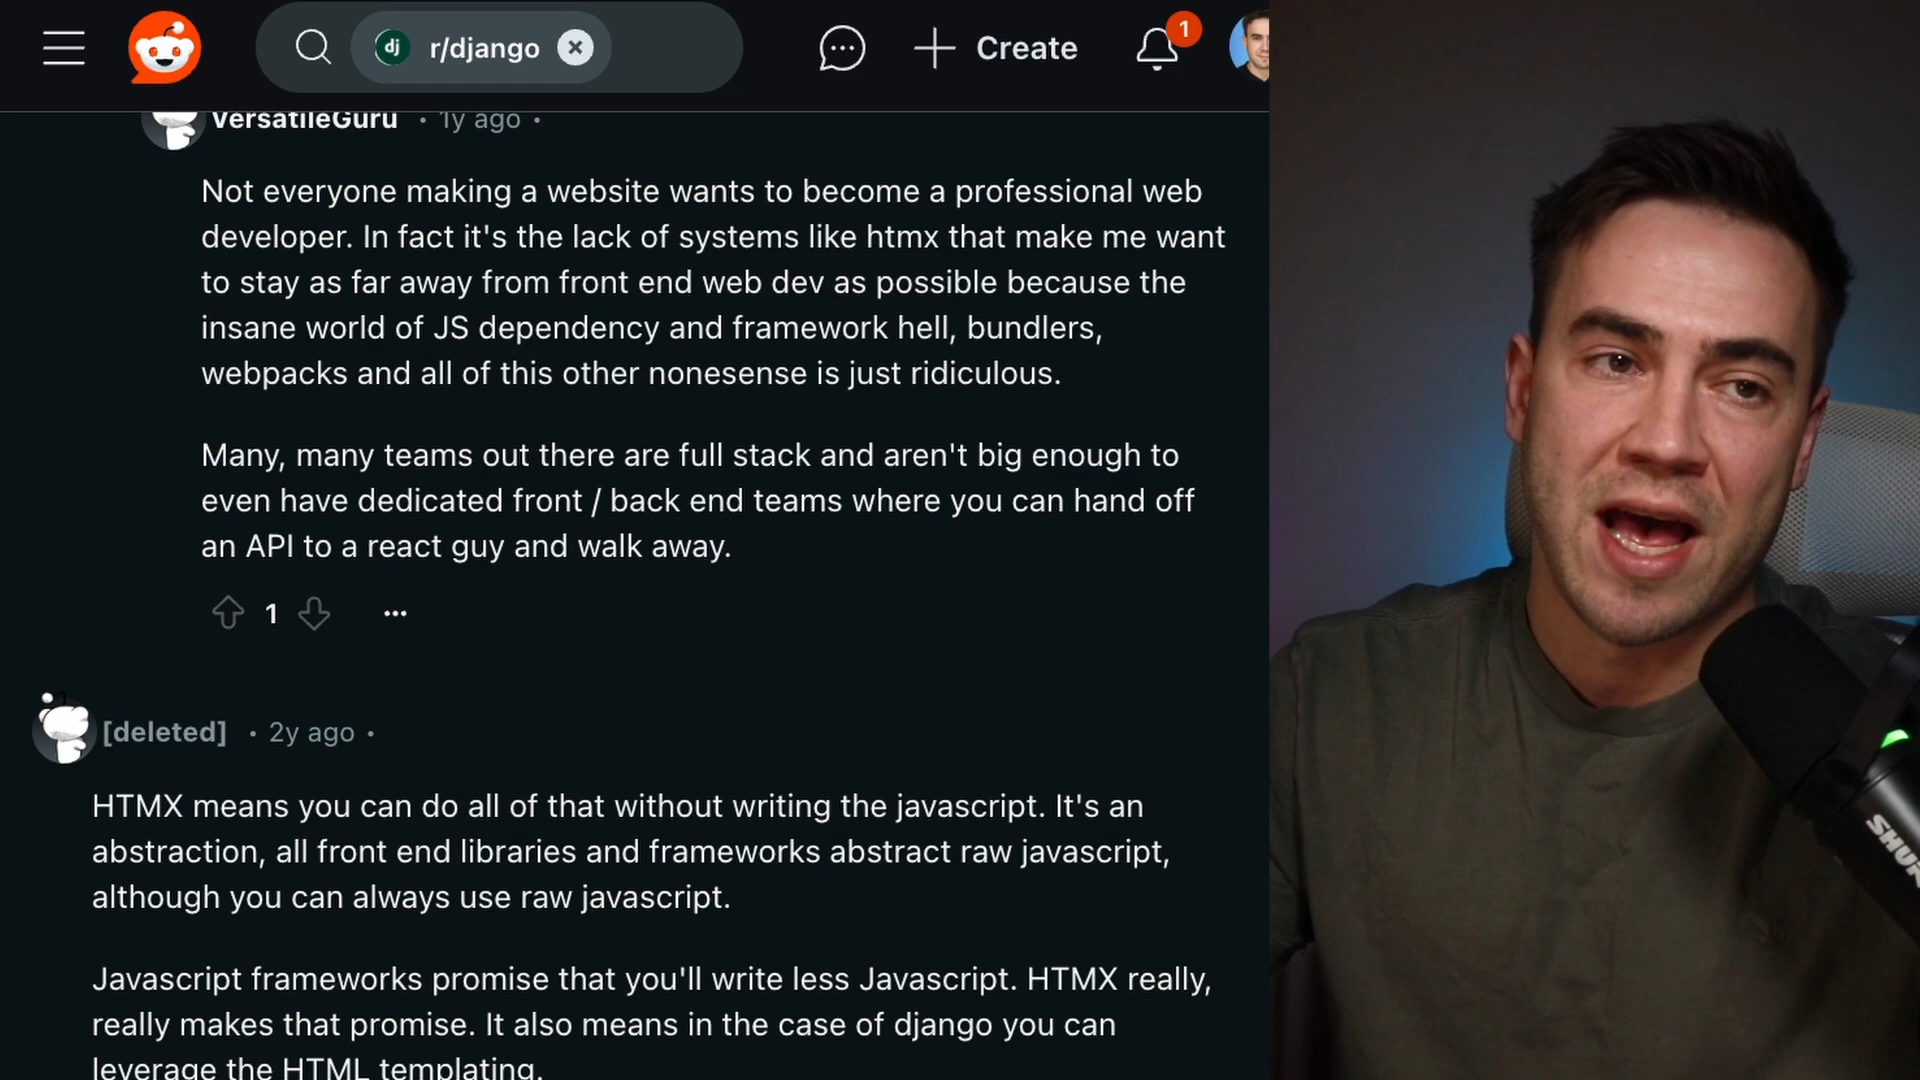 dj r/django
Create
1
VersatileGuru • 1y ago •
Not everyone making a website wants to become a professional web
developer. In fact it's the lack of systems like htmx that make me want
to stay as far away from front end web dev as possible because the
insane world of JS dependency and framework hell, bundlers,
webpacks and all of this other nonesense is just ridiculous.
Many, many teams out there are full stack and aren't big enough to
even have dedicated front / back end teams where you can hand off
an API to a react guy and walk away.
1
[deleted] • 2y ago •
HTMX means you can do all of that without writing the javascript. It's an
abstraction, all front end libraries and frameworks abstract raw javascript,
although you can always use raw javascript.
Javascript frameworks promise that you'll write less Javascript. HTMX really,
really makes that promise. It also means in the case of django you can
leverage the HTML templating.
SHUR